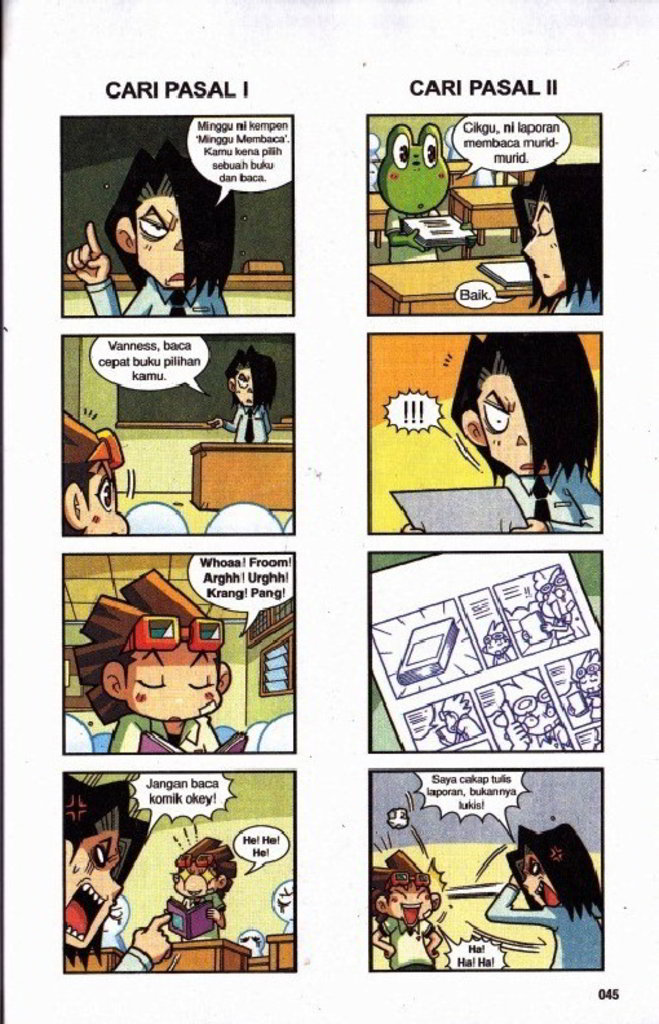 CARI PASAL I
Minggu ni kempen
'Minggu Membaca'.
Kamu kena pilih
sebuah buku
dan baca.
Vanness, baca
cepat buku pilihan
kamu.
Whoaa! Froom!
Arghh! Urghh!
Krang! Pang!
Jangan baca
komik okey!
He! He!
He!
CARI PASAL II
Cikgu, ni laporan
membaca murid-
murid.
Baik.
!!!
Saya cakap tulis
laporan, bukannya
lukis!
Ha!
Ha! Ha!
045